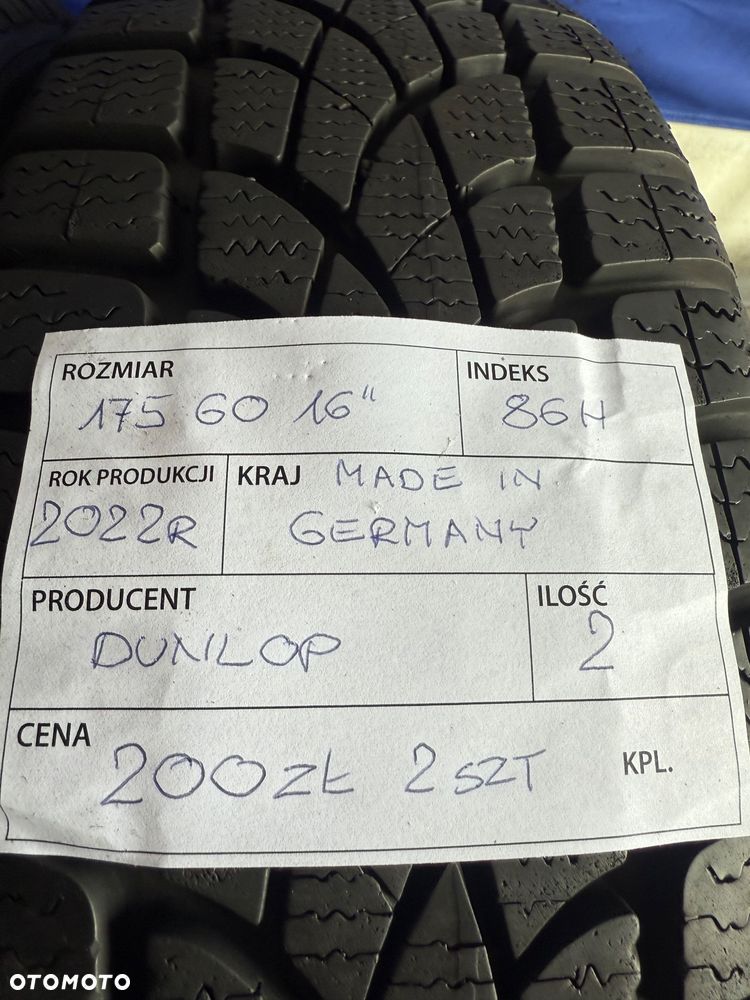 ROZMIAR
175 60 16"
INDEKS
86H
ROK PRODUKCJI
2022R
KRAJ MADE IN
GERMANY
PRODUCENT
DUNLOP
ILOŚĆ
2
CENA
200ZŁ 2SZT KPL.
OTOMOTO